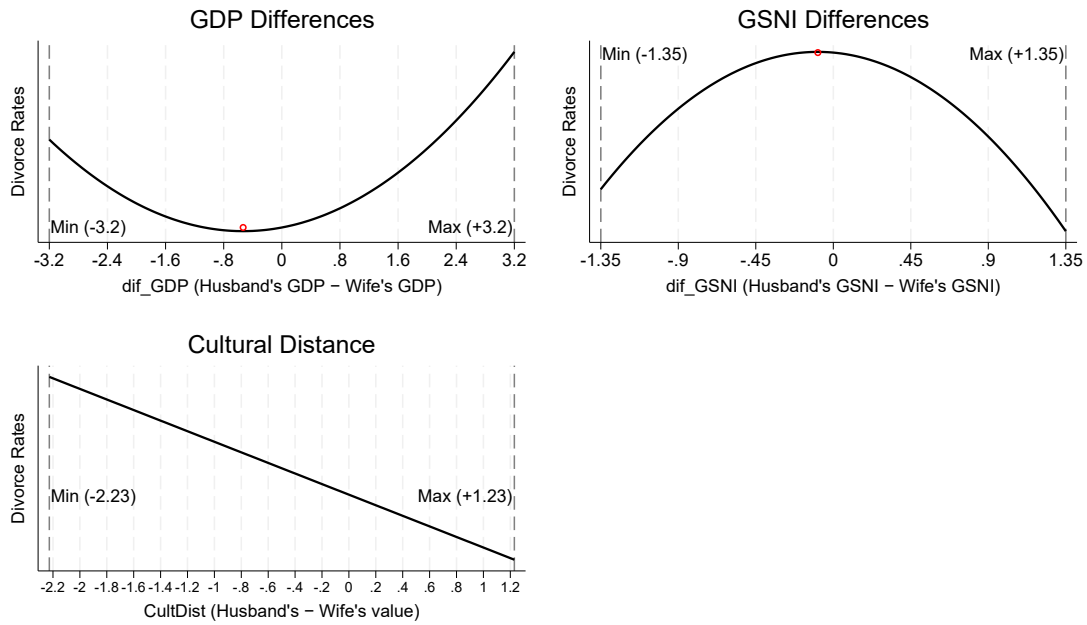 GDP Differences
Divorce Rates
Min (-3.2)
Max (+3.2)
-3.2 -2.4 -1.6 -.8 0 .8 1.6 2.4 3.2
dif_GDP (Husband's GDP − Wife's GDP)
GSNI Differences
Divorce Rates
Min (-1.35)
Max (+1.35)
-1.35 -.9 -.45 0 .45 .9 1.35
dif_GSNI (Husband's GSNI − Wife's GSNI)
Cultural Distance
Divorce Rates
Min (-2.23)
Max (+1.23)
-2.2 -2 -1.8 -1.6 -1.4 -1.2 -1 -.8 -.6 -.4 -.2 0 .2 .4 .6 .8 1 1.2
CultDist (Husband's − Wife's value)